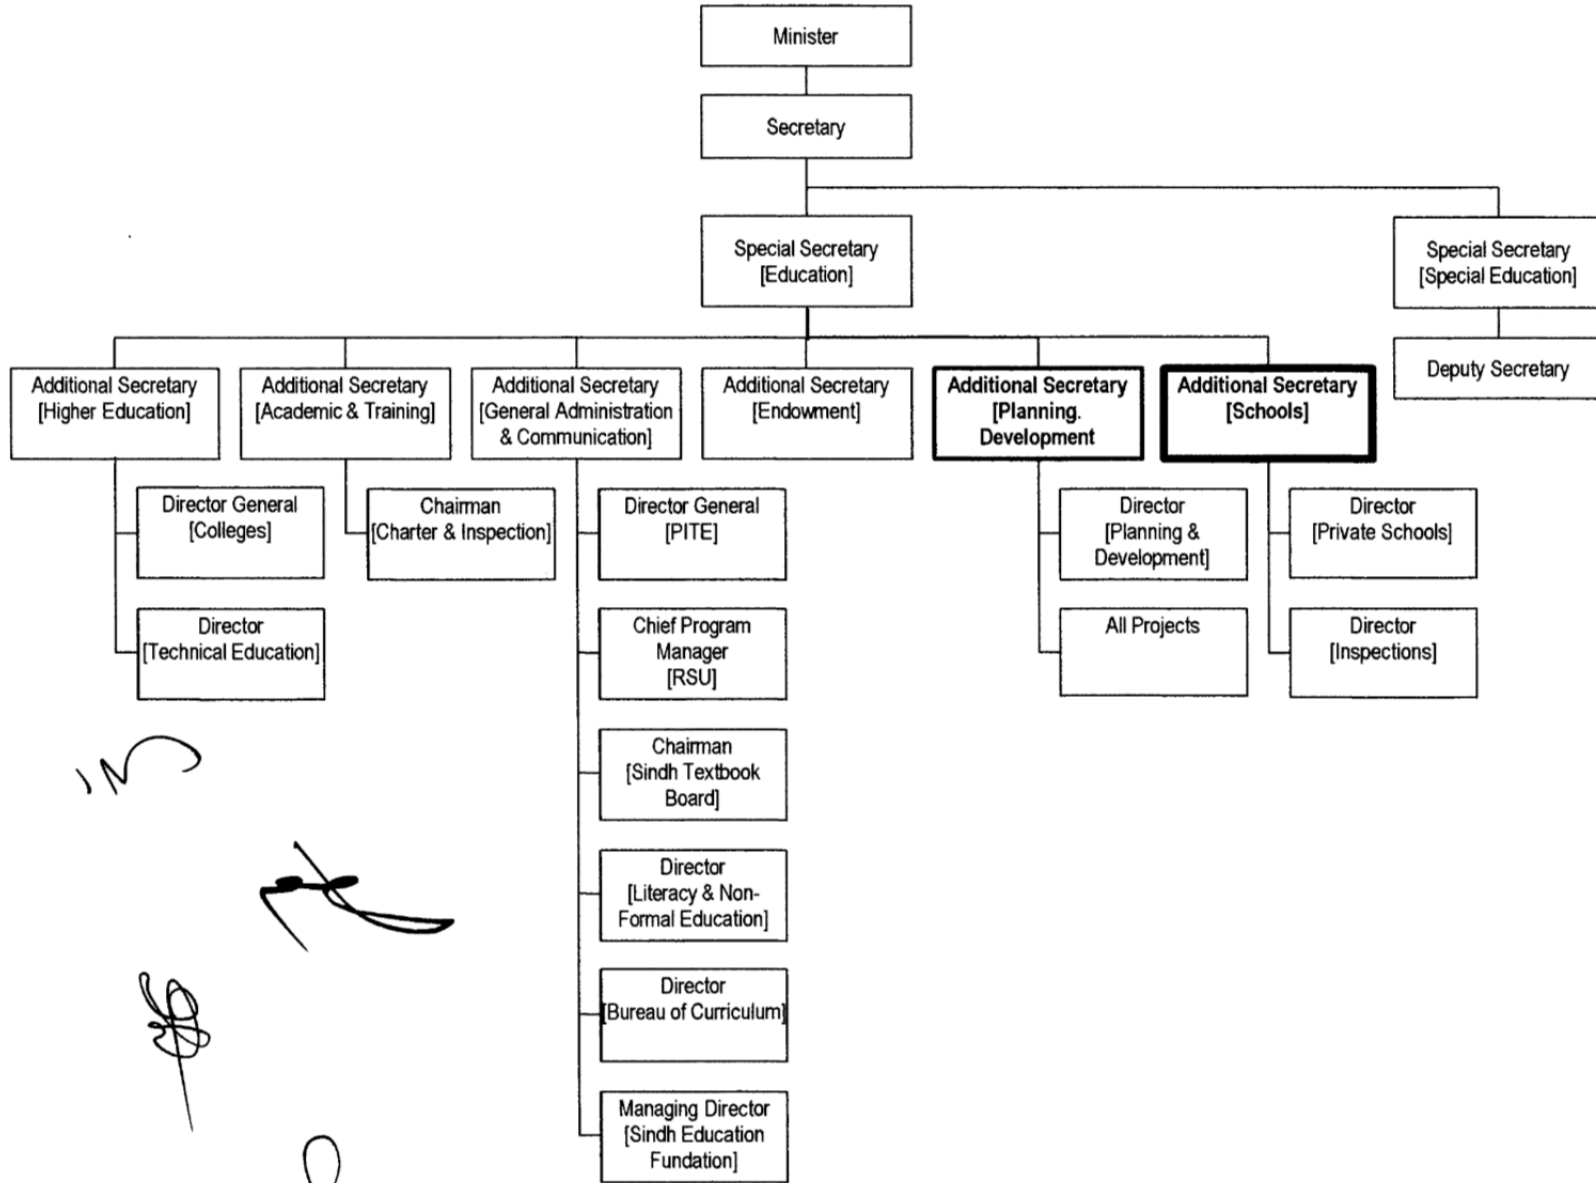 Minister
Secretary
Special Secretary
[Education]
Special Secretary
[Special Education]
Deputy Secretary
Additional Secretary
[Higher Education]
Additional Secretary
[Academic & Training]
Additional Secretary
[General Administration
& Communication]
Additional Secretary
[Endowment]
Additional Secretary
[Planning.
Development
Additional Secretary
[Schools]
Director General
[Colleges]
Director
[Technical Education]
Chairman
[Charter & Inspection]
Director General
[PITE]
Chief Program
Manager
[RSU]
Chairman
[Sindh Textbook
Board]
Director
[Literacy & Non-
Formal Education]
Director
[Bureau of Curriculum]
Managing Director
[Sindh Education
Fundation]
Director
[Planning &
Development]
All Projects
Director
[Private Schools]
Director
[Inspections]